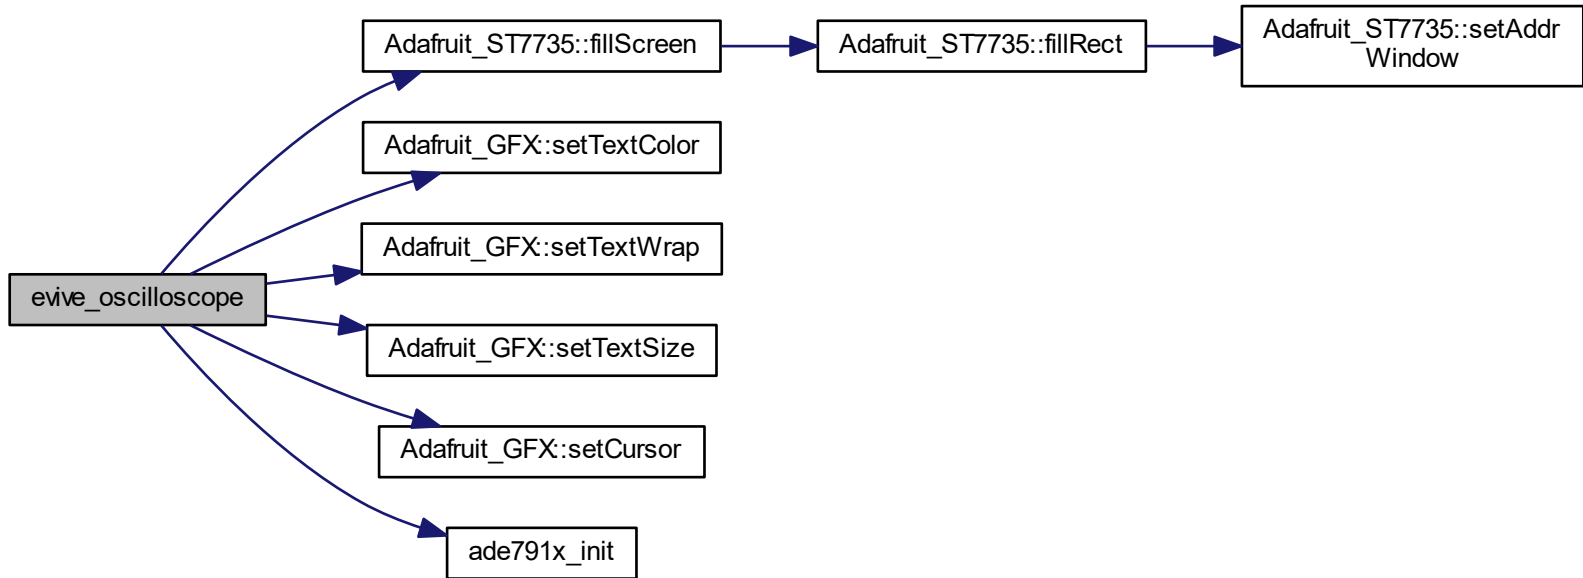 Adafruit_ST7735::fillScreen
Adafruit_ST7735::fillRect
Adafruit_ST7735::setAddr
Window
Adafruit_GFX::setTextColor
Adafruit_GFX::setTextWrap
evive_oscilloscope
Adafruit_GFX::setTextSize
Adafruit_GFX::setCursor
ade791x_init